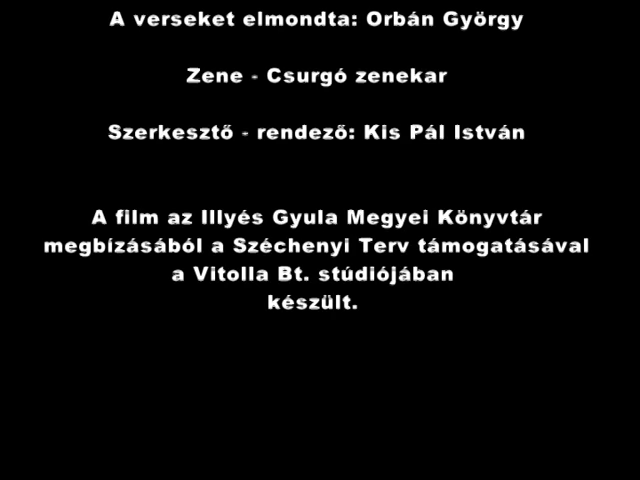 A verseket elmondta: Orbán György
Zene - Csurgó zenekar
Szerkesztő - rendező: Kis Pál István
A film az Illyés Gyula Megyei Könyvtár
megbízásából a Széchenyi Terv támogatásával
a Vitolla Bt. stúdiójában
készült.